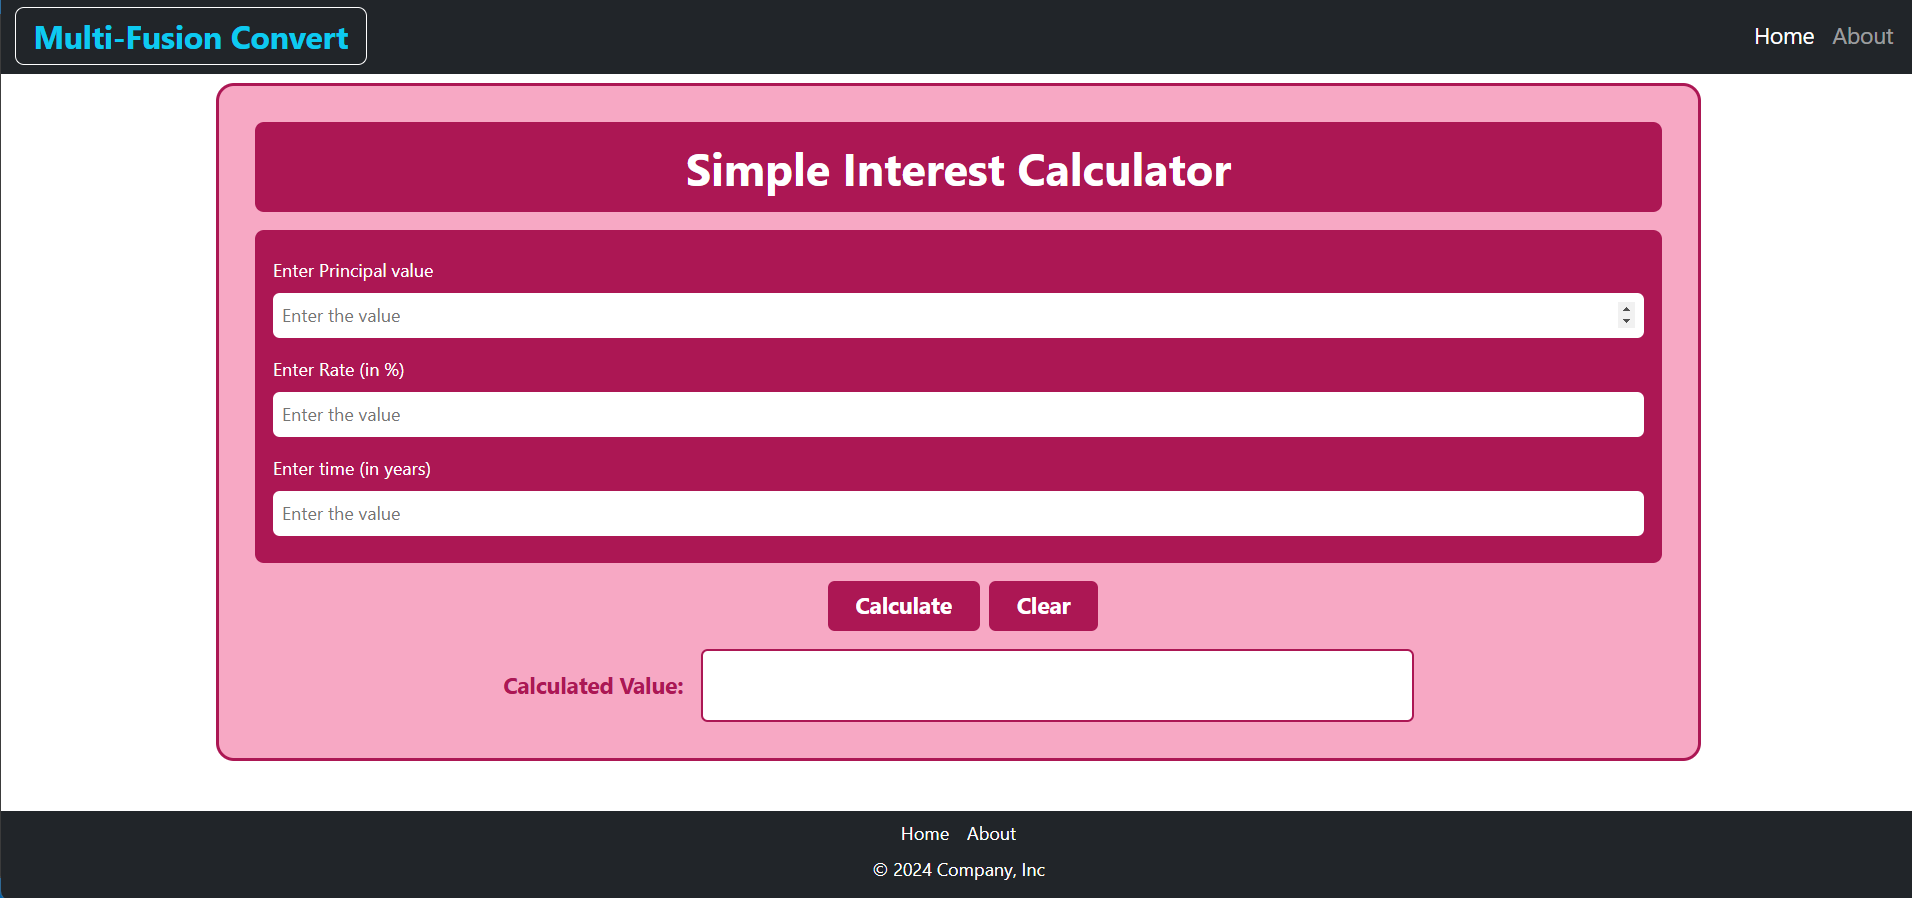 Multi-Fusion Convert
Home About
Simple Interest Calculator
Enter Principal value
Enter the value
Enter Rate (in %)
Enter the value
Enter time (in years)
Enter the value
Calculate Clear
Calculated Value:
Home About
© 2024 Company, Inc